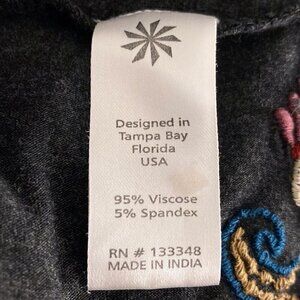 Designed in
Tampa Bay
Florida
USA
95% Viscose
5% Spandex
RN # 133348
MADE IN INDIA